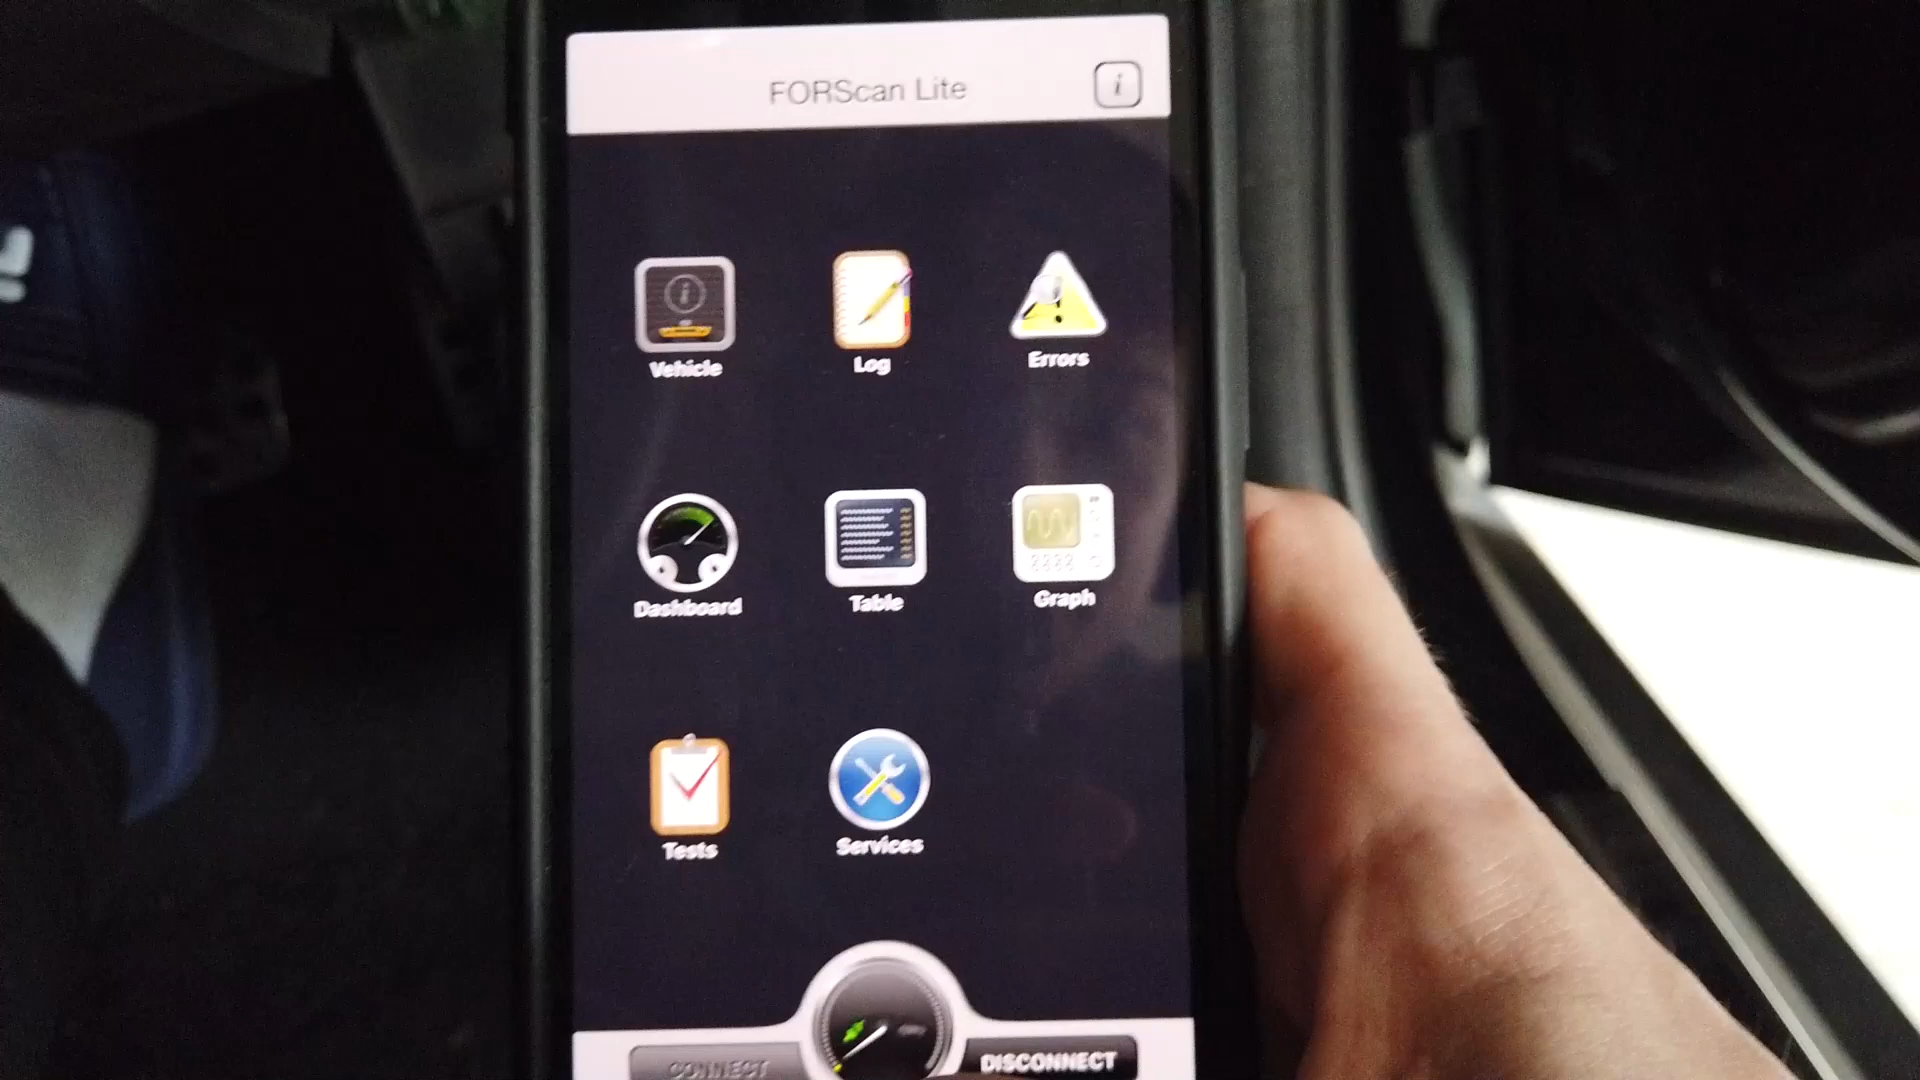 FORScan Lite
i
Vehicle
Log
Errors
Dashboard
Table
Graph
Tests
Services
CONNECT
DISCONNECT